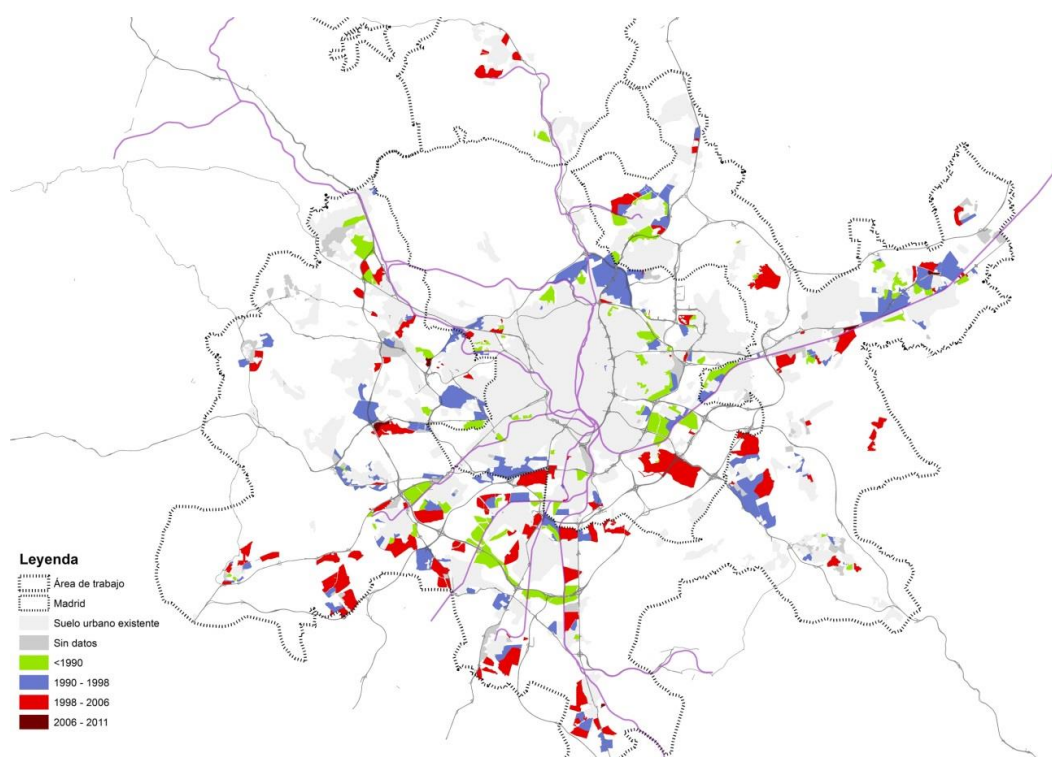 Leyenda
Área de trabajo
Madrid
Suelo urbano existente
Sin datos
<1990
1990 - 1998
1998 - 2006
2006 - 2011